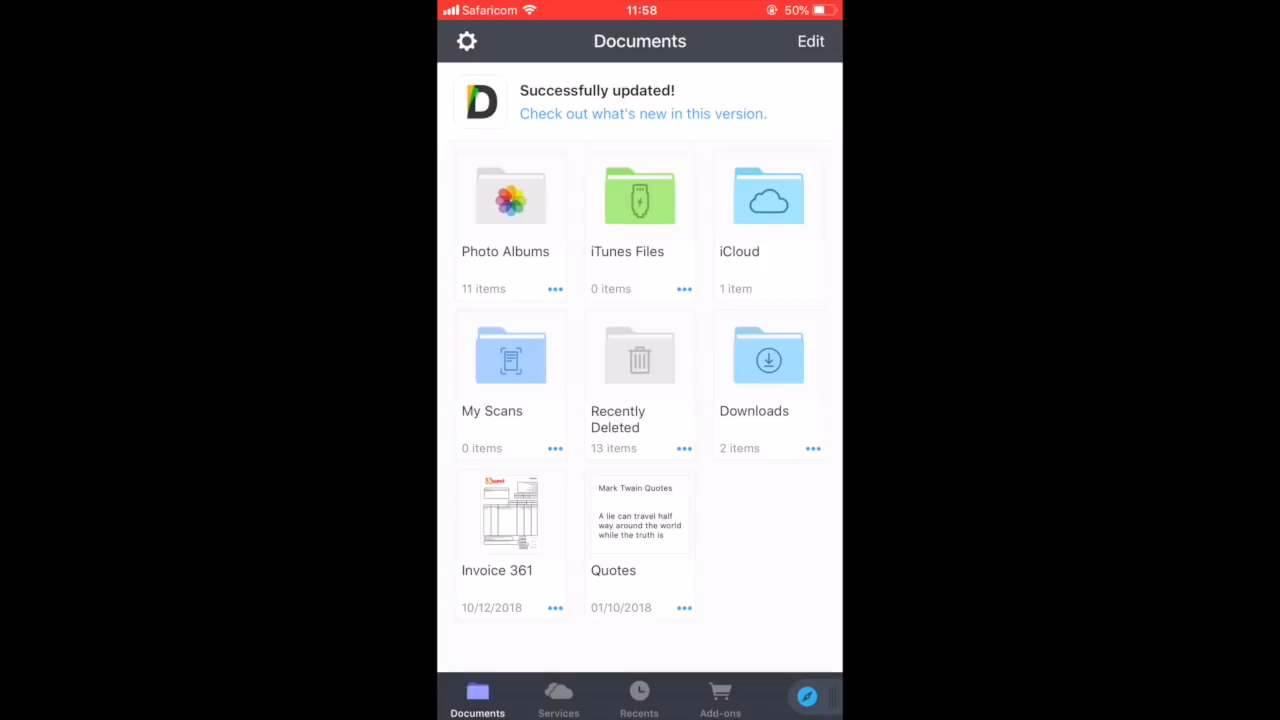 Safaricom
11:58
50%
Documents
Edit
D
Successfully updated!
Check out what's new in this version.
Photo Albums
11 items
iTunes Files
0 items
iCloud
1 item
My Scans
0 items
Recently
Deleted
13 items
Downloads
2 items
Invoice 361
10/12/2018
Mark Twain Quotes
A lie can travel half
way around the world
while the truth is
Quotes
01/10/2018
Documents
Services
Recents
Add-ons